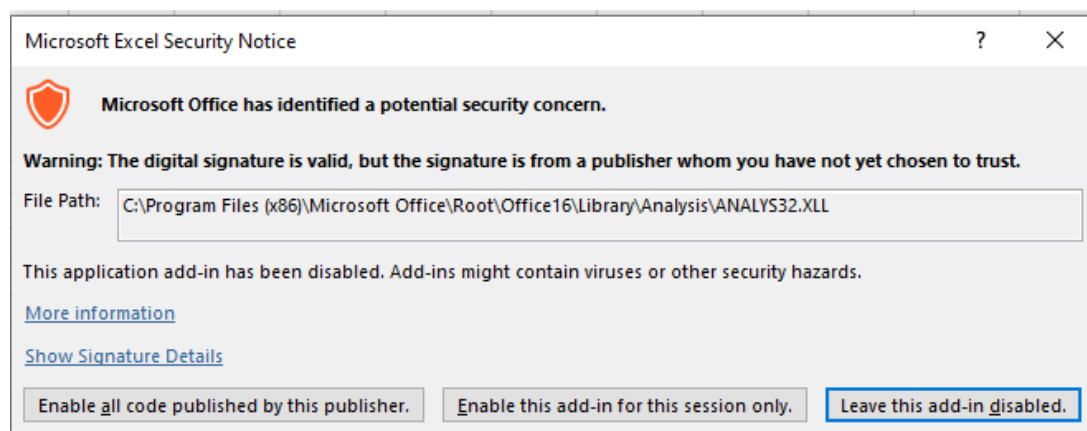 Microsoft Excel Security Notice
?
Microsoft Office has identified a potential security concern.
Warning: The digital signature is valid, but the signature is from a publisher whom you have not yet chosen to trust.
File Path: C:\Program Files (x86)\Microsoft Office\Root\Office16\Library\Analysis\ANALYS32.XLL
This application add-in has been disabled. Add-ins might contain viruses or other security hazards.
More information
Show Signature Details
Enable all code published by this publisher. Enable this add-in for this session only. Leave this add-in disabled.